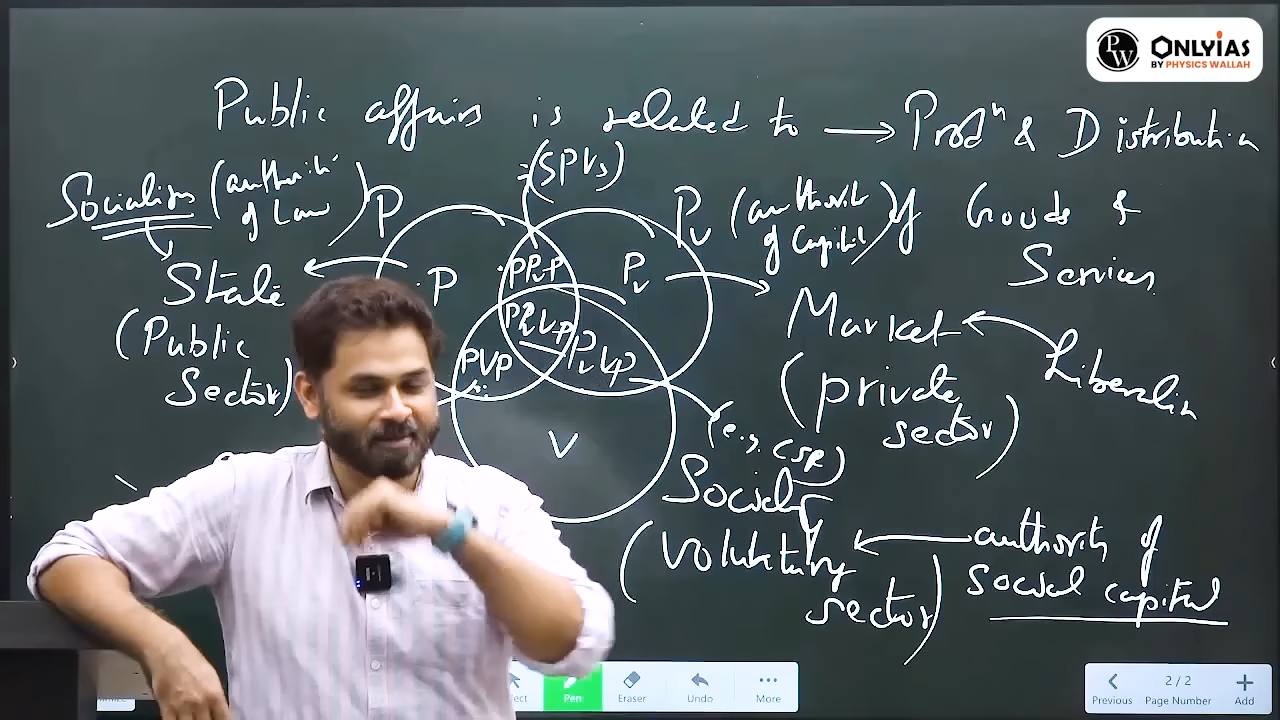 PW ONLYIAS
BY PHYSICS WALLAH
Public affairs is related to → Prodⁿ & Distribution
of Goods &
Services
Socialism (authority
of Law)
State
(Public
Sector)
P
(SPVs)
Pv (authority
of Capital)
P
PPvP
Pv
PVP
PvVP
V
Market
(private
sector)
Liberalism
(e.g. CSR)
Society
(Voluntary
sector)
authority of
social capital
Pen
Eraser
Undo
More
Previous
2 / 2
Page Number
Add